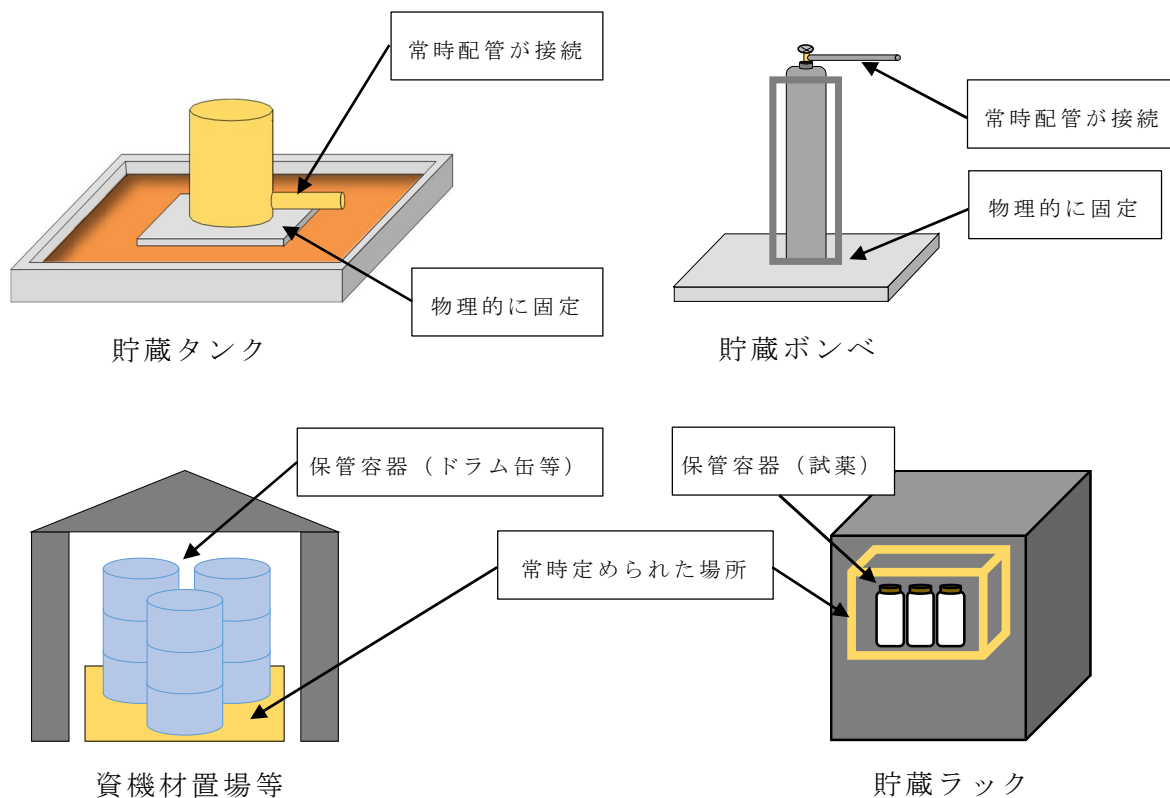 常時配管が接続
物理的に固定
貯蔵タンク
常時配管が接続
物理的に固定
貯蔵ボンベ
保管容器（ドラム缶等）
保管容器（試薬）
常時定められた場所
資機材置場等
貯蔵ラック